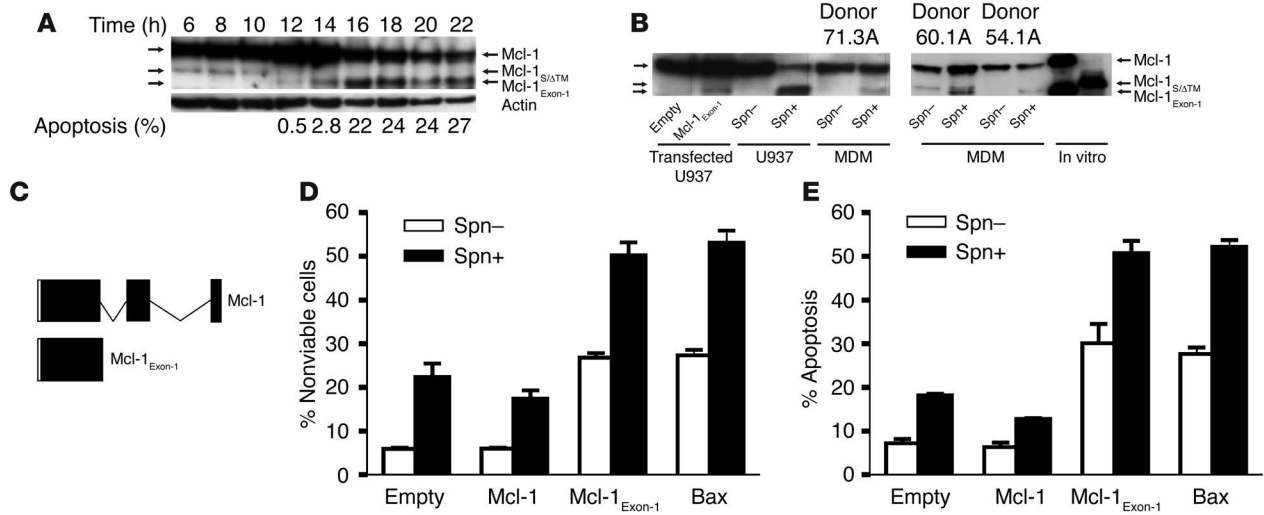 A
Time (h) 6 8 10 12 14 16 18 20 22
Mcl-1
Mcl-1S/ΔTM
Mcl-1Exon-1
Actin
Apoptosis (%) 0.5 2.8 22 24 24 27
B
Donor 71.3A
Donor 60.1A
Donor 54.1A
Mcl-1
Mcl-1S/ΔTM
Mcl-1Exon-1
Empty Mcl-1Exon-1 Spn– Spn+ Spn– Spn+ Spn– Spn+ Spn– Spn+
Transfected U937
U937
MDM
MDM
In vitro
C
Mcl-1
Mcl-1Exon-1
D
% Nonviable cells
60
50
40
30
20
10
0
Spn–
Spn+
Empty Mcl-1 Mcl-1Exon-1 Bax
E
% Apoptosis
60
50
40
30
20
10
0
Spn–
Spn+
Empty Mcl-1 Mcl-1Exon-1 Bax